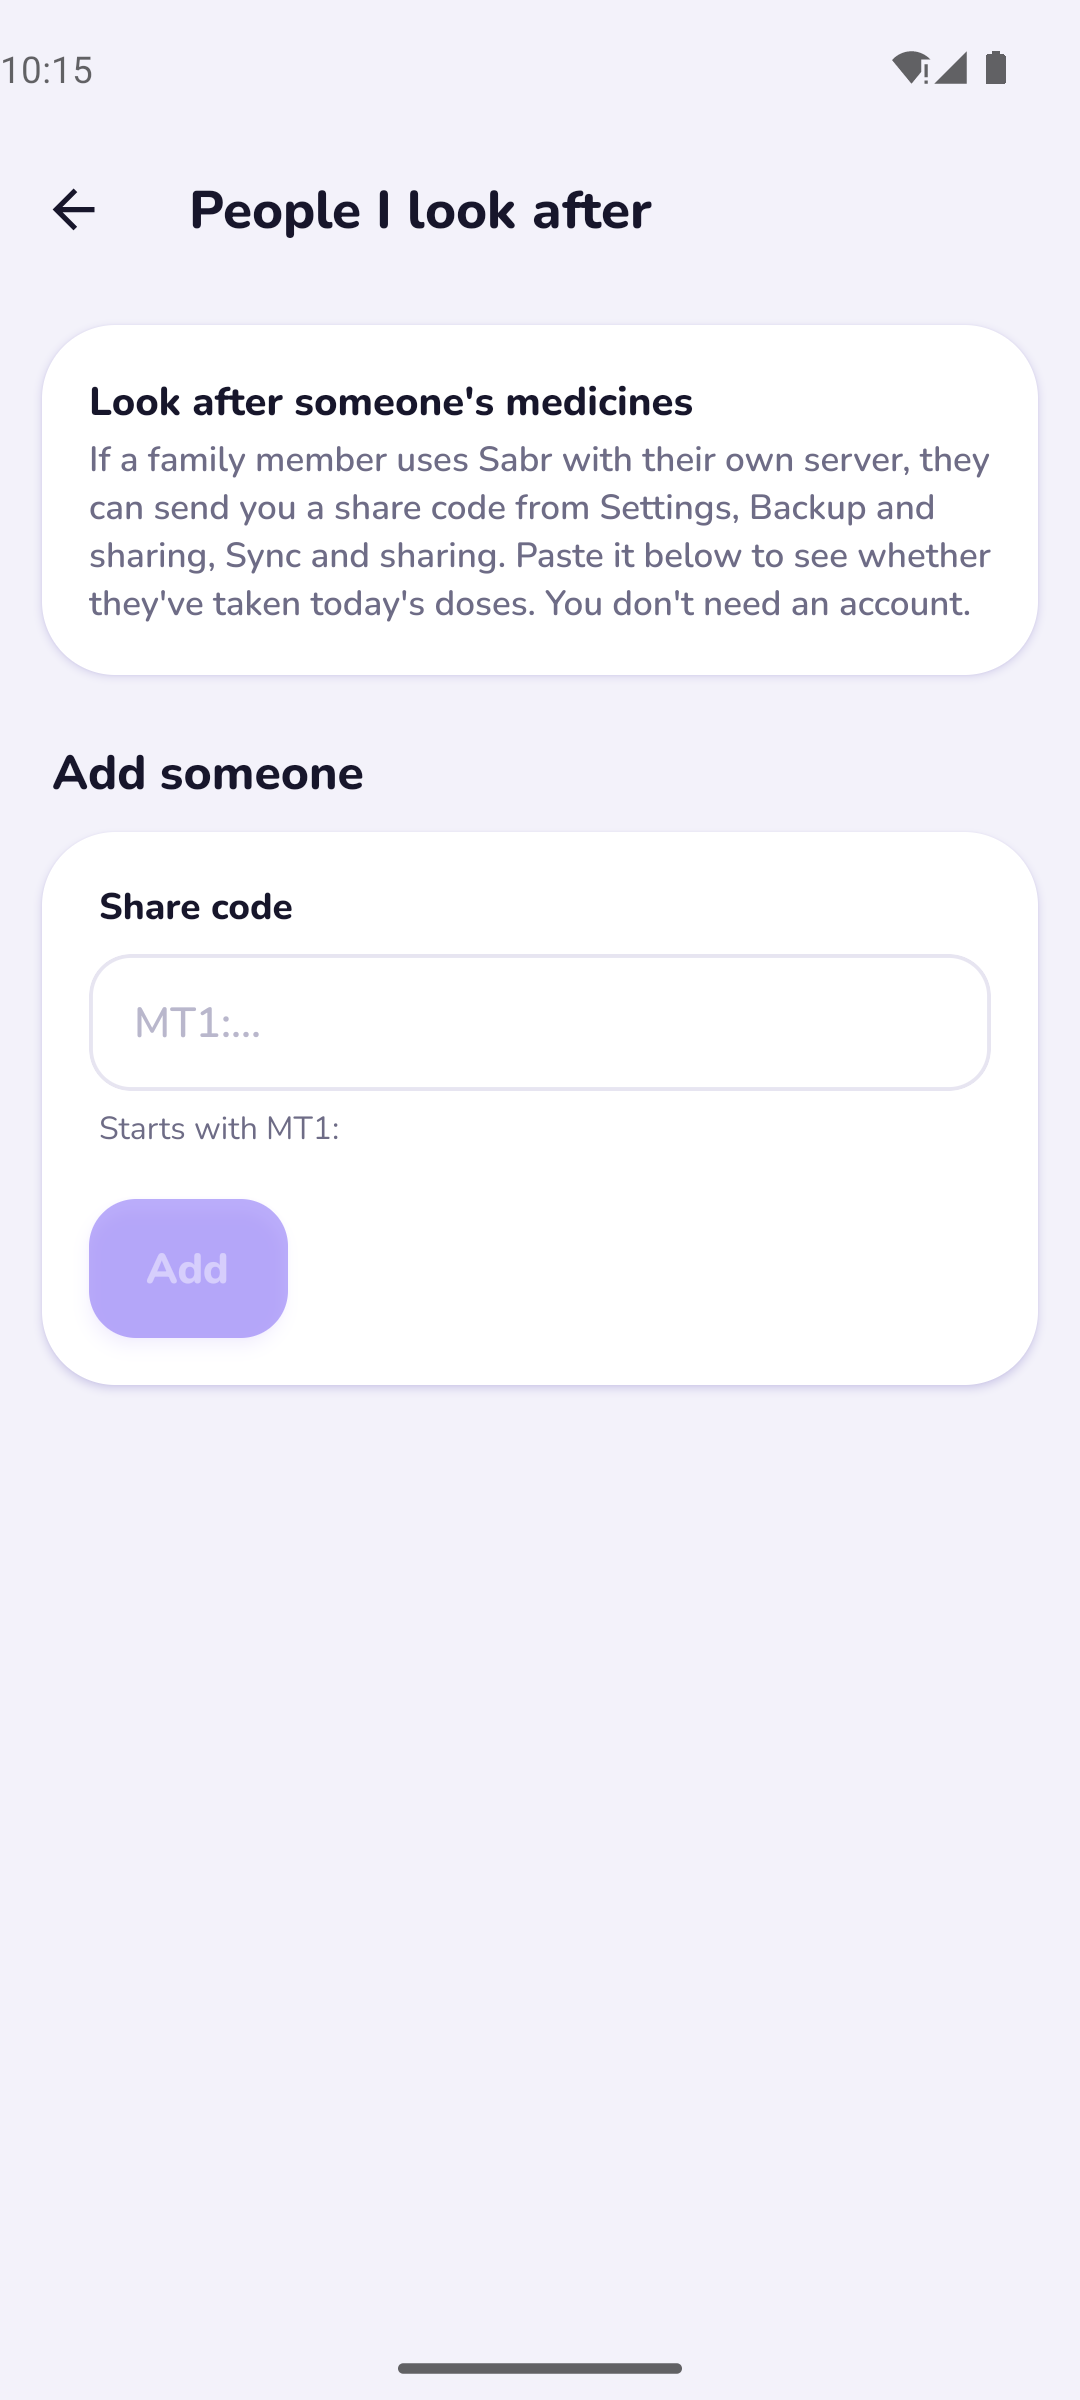 10:15
People I look after
Look after someone's medicines
If a family member uses Sabr with their own server, they
can send you a share code from Settings, Backup and
sharing, Sync and sharing. Paste it below to see whether
they've taken today's doses. You don't need an account.
Add someone
Share code
MT1:...
Starts with MT1:
Add